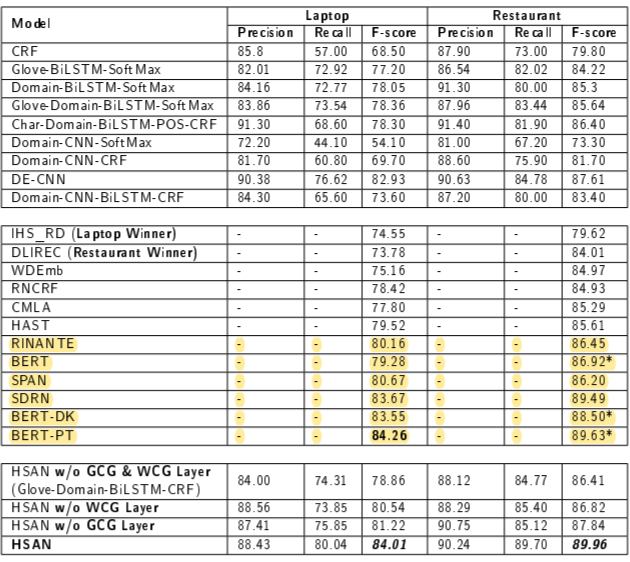 Model Laptop Restaurant
Precision Recall F-score Precision Recall F-score
CRF 85.8 57.00 68.50 87.90 73.00 79.80
Glove-BiLSTM-SoftMax 82.01 72.92 77.20 86.54 82.02 84.22
Domain-BiLSTM-SoftMax 84.16 72.77 78.05 91.30 80.00 85.3
Glove-Domain-BiLSTM-SoftMax 83.86 73.54 78.36 87.96 83.44 85.64
Char-Domain-BiLSTM-POS-CRF 91.30 68.60 78.30 91.40 81.90 86.40
Domain-CNN-SoftMax 72.20 44.10 54.10 81.00 67.20 73.30
Domain-CNN-CRF 81.70 60.80 69.70 88.60 75.90 81.70
DE-CNN 90.38 76.62 82.93 90.63 84.78 87.61
Domain-CNN-BiLSTM-CRF 84.30 65.60 73.60 87.20 80.00 83.40
IHS_RD (Laptop Winner) - - 74.55 - - 79.62
DLIREC (Restaurant Winner) - - 73.78 - - 84.01
WDEmb - - 75.16 - - 84.97
RNCRF - - 78.42 - - 84.93
CMLA - - 77.80 - - 85.29
HAST - - 79.52 - - 85.61
RINANTE - - 80.16 - - 86.45
BERT - - 79.28 - - 86.92*
SPAN - - 80.67 - - 86.20
SDRN - - 83.67 - - 89.49
BERT-DK - - 83.55 - - 88.50*
BERT-PT - - 84.26 - - 89.63*
HSAN w/o GCG & WCG Layer
(Glove-Domain-BiLSTM-CRF) 84.00 74.31 78.86 88.12 84.77 86.41
HSAN w/o WCG Layer 88.56 73.85 80.54 88.29 85.40 86.82
HSAN w/o GCG Layer 87.41 75.85 81.22 90.75 85.12 87.84
HSAN 88.43 80.04 84.01 90.24 89.70 89.96